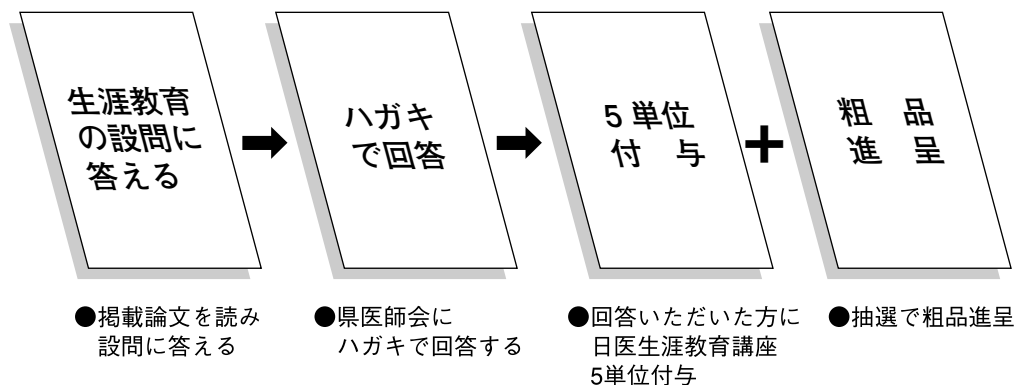 生涯教育
の設問に
答える
ハガキ
で回答
5単位
付　与
粗　品
進　呈
●掲載論文を読み
設問に答える
●県医師会に
ハガキで回答する
●回答いただいた方に
日医生涯教育講座
5単位付与
●抽選で粗品進呈